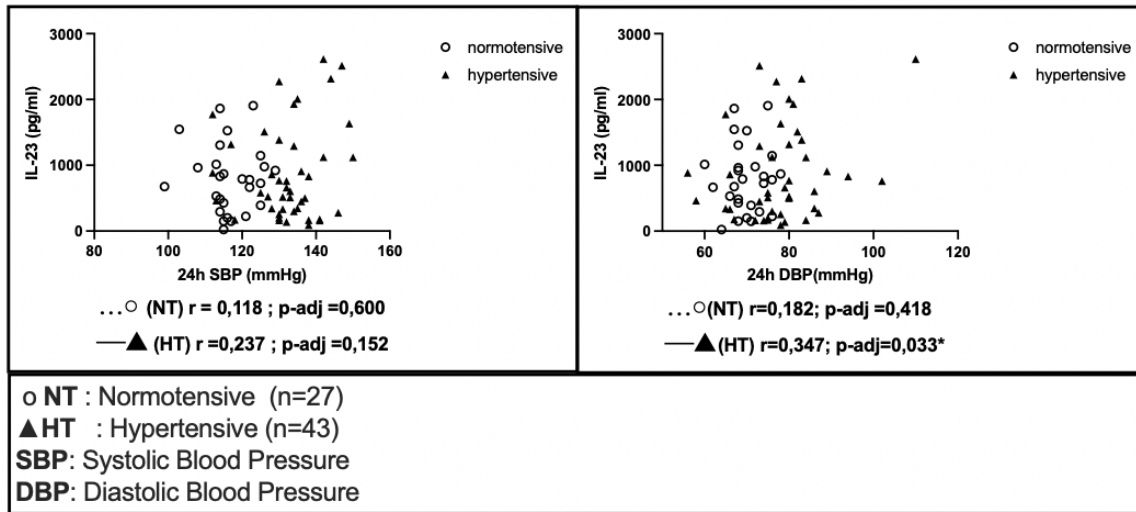 3000
2000
1000
0
IL-23 (pg/ml)
80 100 120 140 160
24h SBP (mmHg)
normotensive
hypertensive
...○ (NT) r = 0,118 ; p-adj =0,600
—▲ (HT) r =0,237 ; p-adj =0,152
3000
2000
1000
0
IL-23 (pg/ml)
60 80 100 120
24h DBP(mmHg)
normotensive
hypertensive
...○(NT) r=0,182; p-adj=0,418
—▲(HT) r=0,347; p-adj=0,033*
o NT : Normotensive (n=27)
▲HT : Hypertensive (n=43)
SBP: Systolic Blood Pressure
DBP: Diastolic Blood Pressure